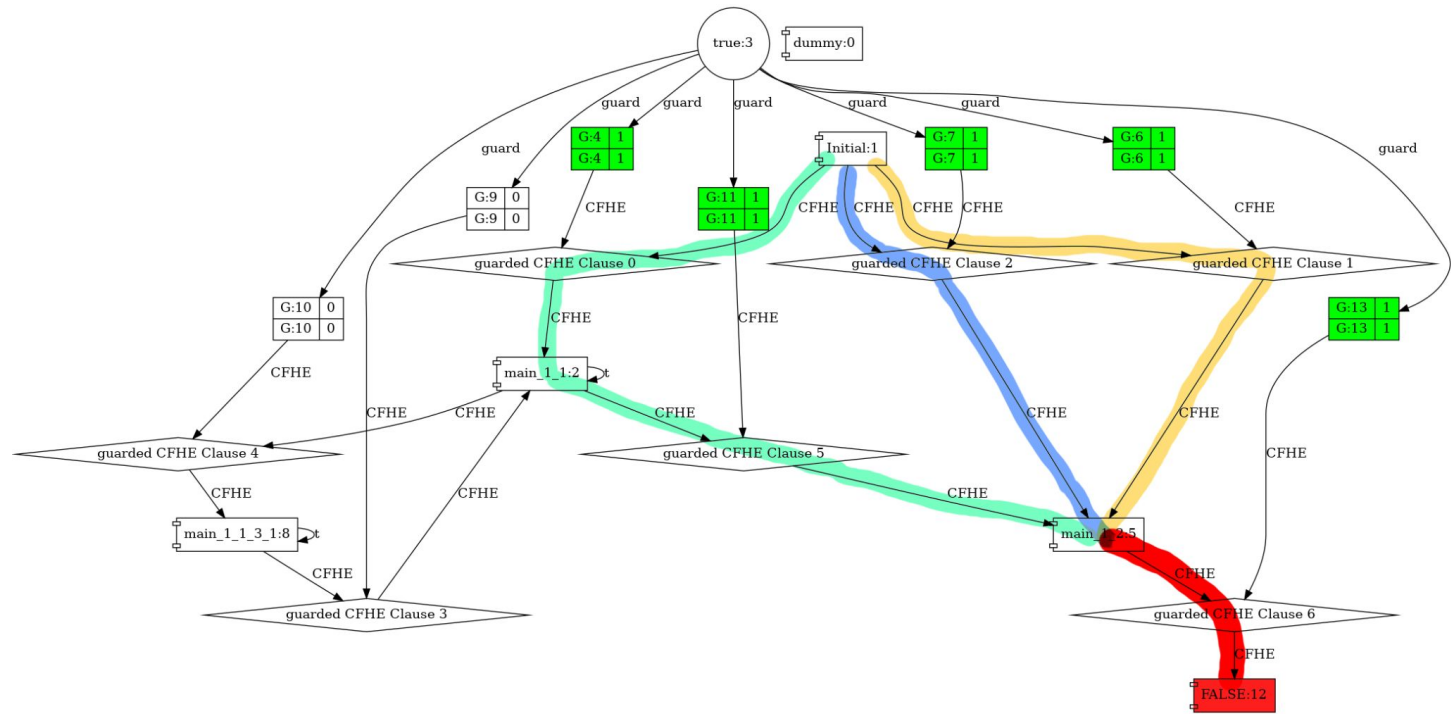 true:3
dummy:0
guard
guard
guard
guard
guard
guard
guard
G:4 1
G:4 1
Initial:1
G:7 1
G:7 1
G:6 1
G:6 1
G:9 0
G:9 0
G:11 1
G:11 1
CFHE
CFHE
CFHE
CFHE
CFHE
CFHE
guarded CFHE Clause 0
guarded CFHE Clause 2
guarded CFHE Clause 1
G:10 0
G:10 0
G:13 1
G:13 1
CFHE
CFHE
CFHE
main_1_1:2
t
CFHE
CFHE
CFHE
CFHE
CFHE
guarded CFHE Clause 4
guarded CFHE Clause 5
CFHE
CFHE
CFHE
CFHE
main_1_1_3_1:8
t
main_1_2:5
CFHE
CFHE
guarded CFHE Clause 3
guarded CFHE Clause 6
CFHE
FALSE:12